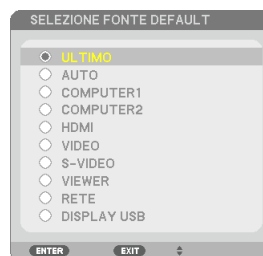 SELEZIONE FONTE DEFAULT
ULTIMO
AUTO
COMPUTER1
COMPUTER2
HDMI
VIDEO
S-VIDEO
VIEWER
RETE
DISPLAY USB
ENTER EXIT